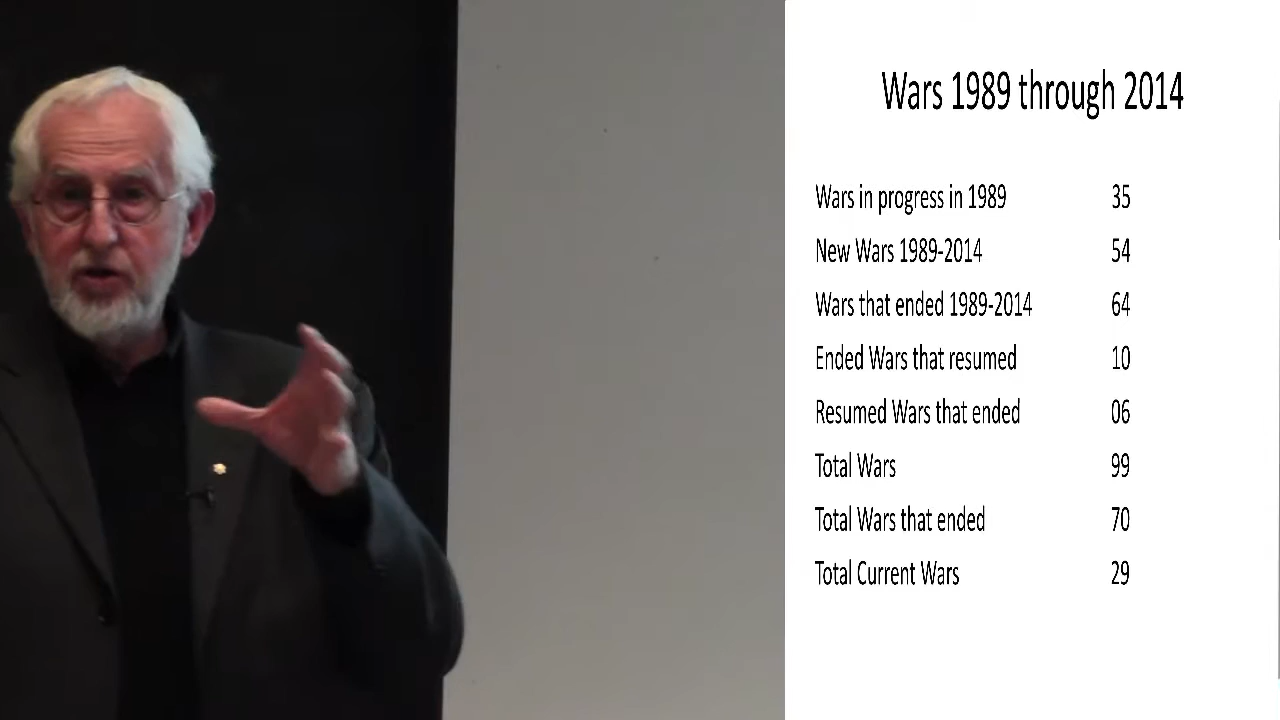 Wars 1989 through 2014
Wars in progress in 1989 35
New Wars 1989-2014 54
Wars that ended 1989-2014 64
Ended Wars that resumed 10
Resumed Wars that ended 06
Total Wars 99
Total Wars that ended 70
Total Current Wars 29